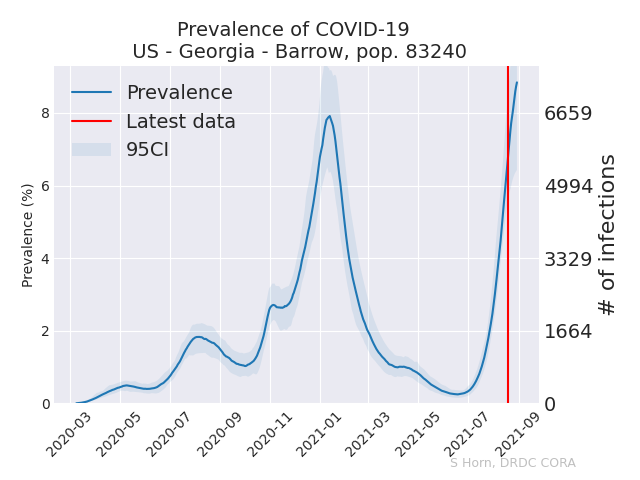 Prevalence of COVID-19
US - Georgia - Barrow, pop. 83240
Prevalence
Latest data
95CI
Prevalence (%)
8
6
4
2
0
6659
4994
3329
1664
0
# of infections
2020-03
2020-05
2020-07
2020-09
2020-11
2021-01
2021-03
2021-05
2021-07
2021-09
S Horn, DRDC CORA